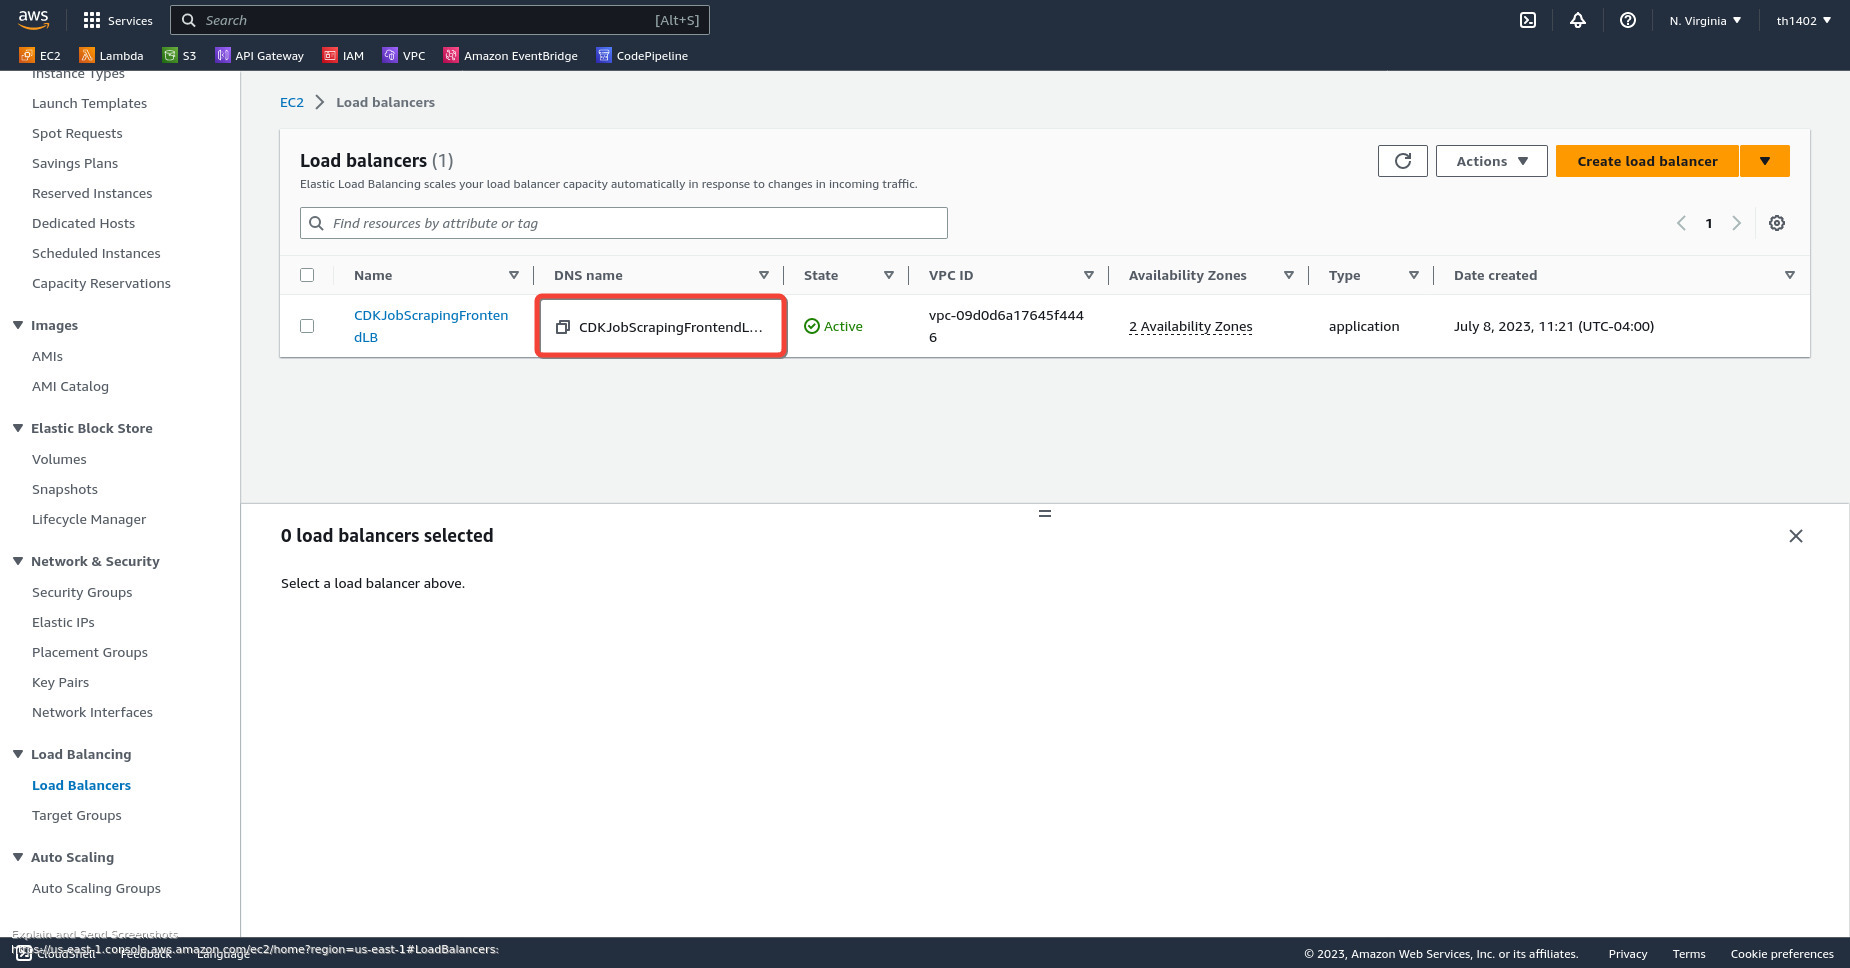 aws
Services
Search
[Alt+S]
N. Virginia
th1402
EC2
Lambda
S3
API Gateway
IAM
VPC
Amazon EventBridge
CodePipeline
Instance Types
Launch Templates
Spot Requests
Savings Plans
Reserved Instances
Dedicated Hosts
Scheduled Instances
Capacity Reservations
Images
AMIs
AMI Catalog
Elastic Block Store
Volumes
Snapshots
Lifecycle Manager
Network & Security
Security Groups
Elastic IPs
Placement Groups
Key Pairs
Network Interfaces
Load Balancing
Load Balancers
Target Groups
Auto Scaling
Auto Scaling Groups
EC2
Load balancers
Load balancers (1)
Elastic Load Balancing scales your load balancer capacity automatically in response to changes in incoming traffic.
Actions
Create load balancer
Find resources by attribute or tag
1
Name
DNS name
State
VPC ID
Availability Zones
Type
Date created
CDKJobScrapingFronten
dLB
CDKJobScrapingFrontendL...
Active
vpc-09d0d6a17645f444
6
2 Availability Zones
application
July 8, 2023, 11:21 (UTC-04:00)
0 load balancers selected
Select a load balancer above.
Explain and Send Screenshots
https://us-east-1.console.aws.amazon.com/ec2/home?region=us-east-1#LoadBalancers:
CloudShell
Feedback
Language
© 2023, Amazon Web Services, Inc. or its affiliates.
Privacy
Terms
Cookie preferences